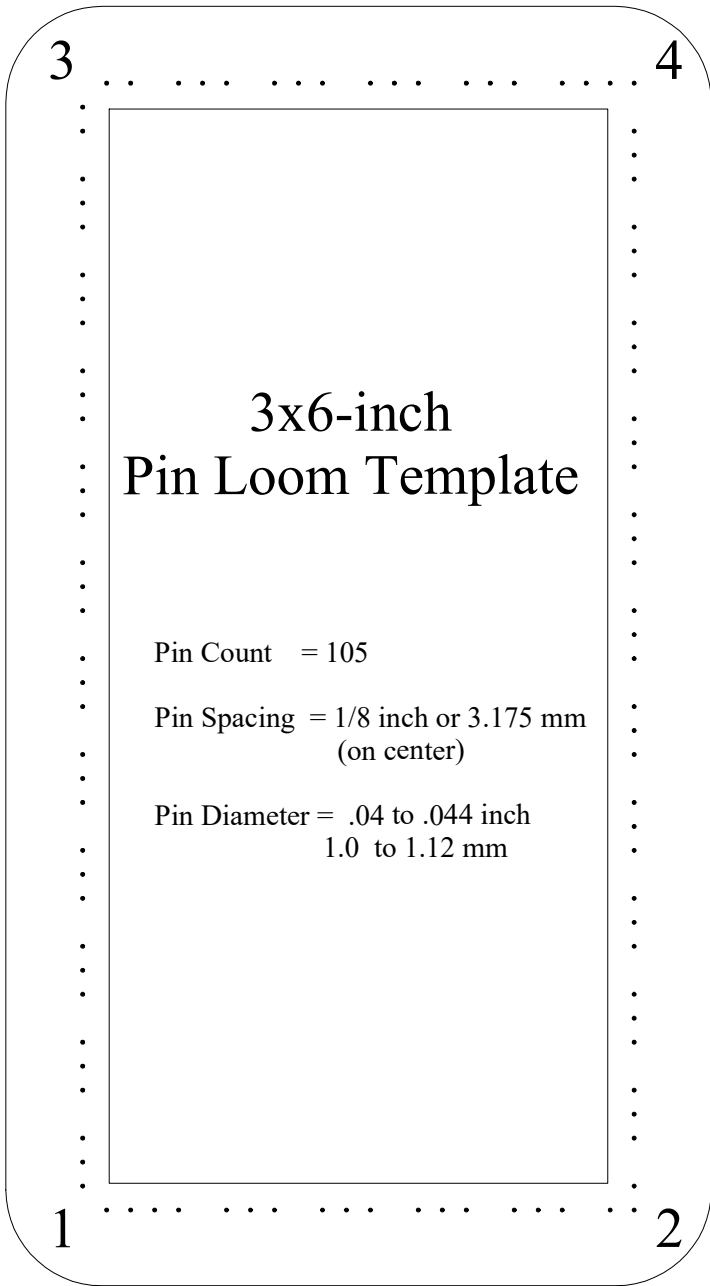 3 4
3x6-inch
Pin Loom Template
Pin Count = 105
Pin Spacing = 1/8 inch or 3.175 mm
(on center)
Pin Diameter = .04 to .044 inch
1.0 to 1.12 mm
1 2